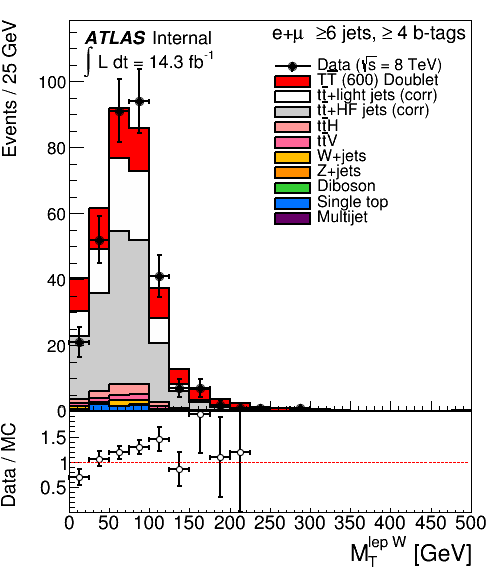 ATLAS Internal
∫ L dt = 14.3 fb⁻¹
e+μ ≥6 jets, ≥ 4 b-tags
Data (√s = 8 TeV)
TT̅ (600) Doublet
tt̅+light jets (corr)
tt̅+HF jets (corr)
tt̅H
tt̅V
W+jets
Z+jets
Diboson
Single top
Multijet
Events / 25 GeV
100
80
60
40
20
0
Data / MC
1.5
1
0.5
0 50 100 150 200 250 300 350 400 450 500
M_T^lep W [GeV]